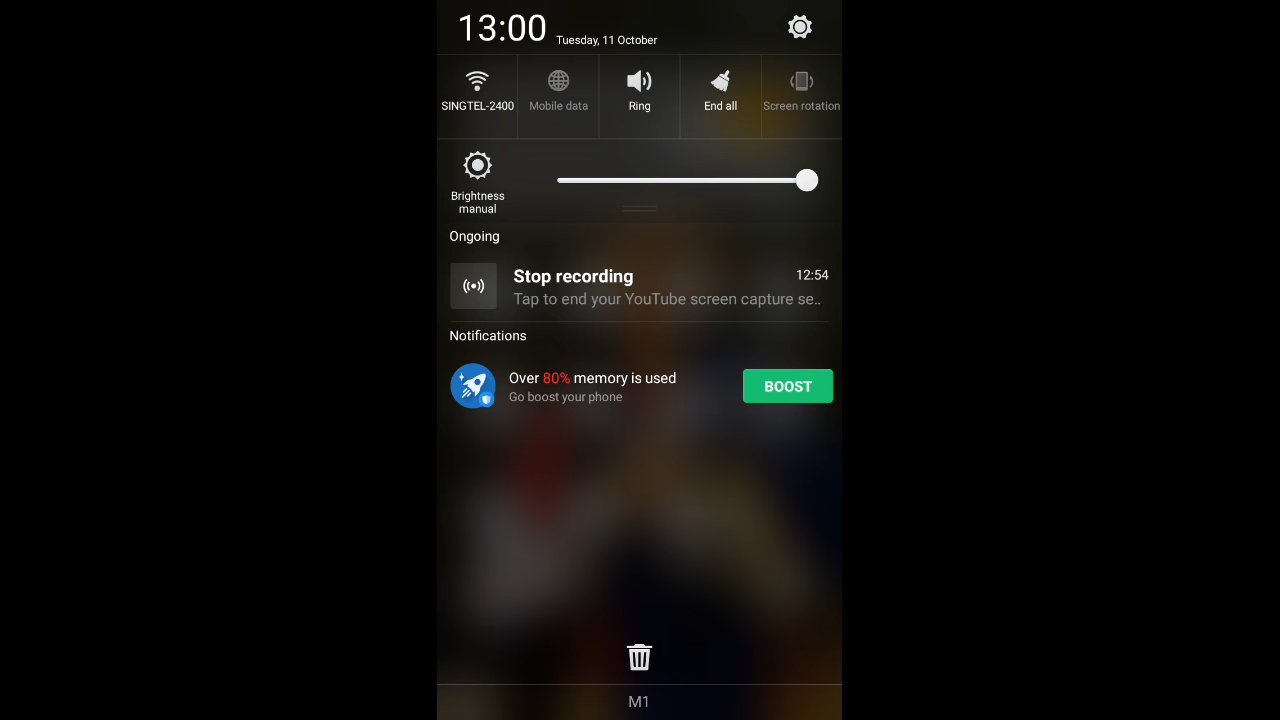 13:00 Tuesday, 11 October
SINGTEL-2400 Mobile data Ring End all Screen rotation
Brightness
manual
Ongoing
Stop recording 12:54
Tap to end your YouTube screen capture se..
Notifications
Over 80% memory is used
Go boost your phone
BOOST
M1